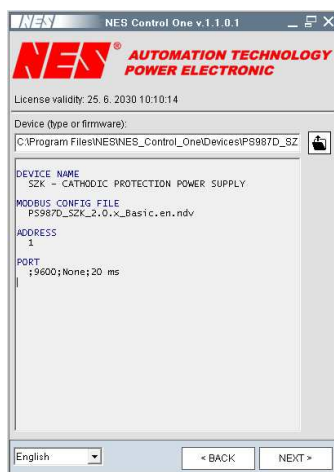 NES NES Control One v.1.1.0.1
NES® AUTOMATION TECHNOLOGY
POWER ELECTRONIC
License validity: 25. 6. 2030 10:10:14
Device (type or firmware):
C:\Program Files\NES\NES_Control_One\Devices\PS987D_SZ
DEVICE NAME
SZK - CATHODIC PROTECTION POWER SUPPLY
MODBUS CONFIG FILE
PS987D_SZK_2.0.x_Basic.en.ndv
ADDRESS
1
PORT
;9600;None;20 ms
English < BACK NEXT >